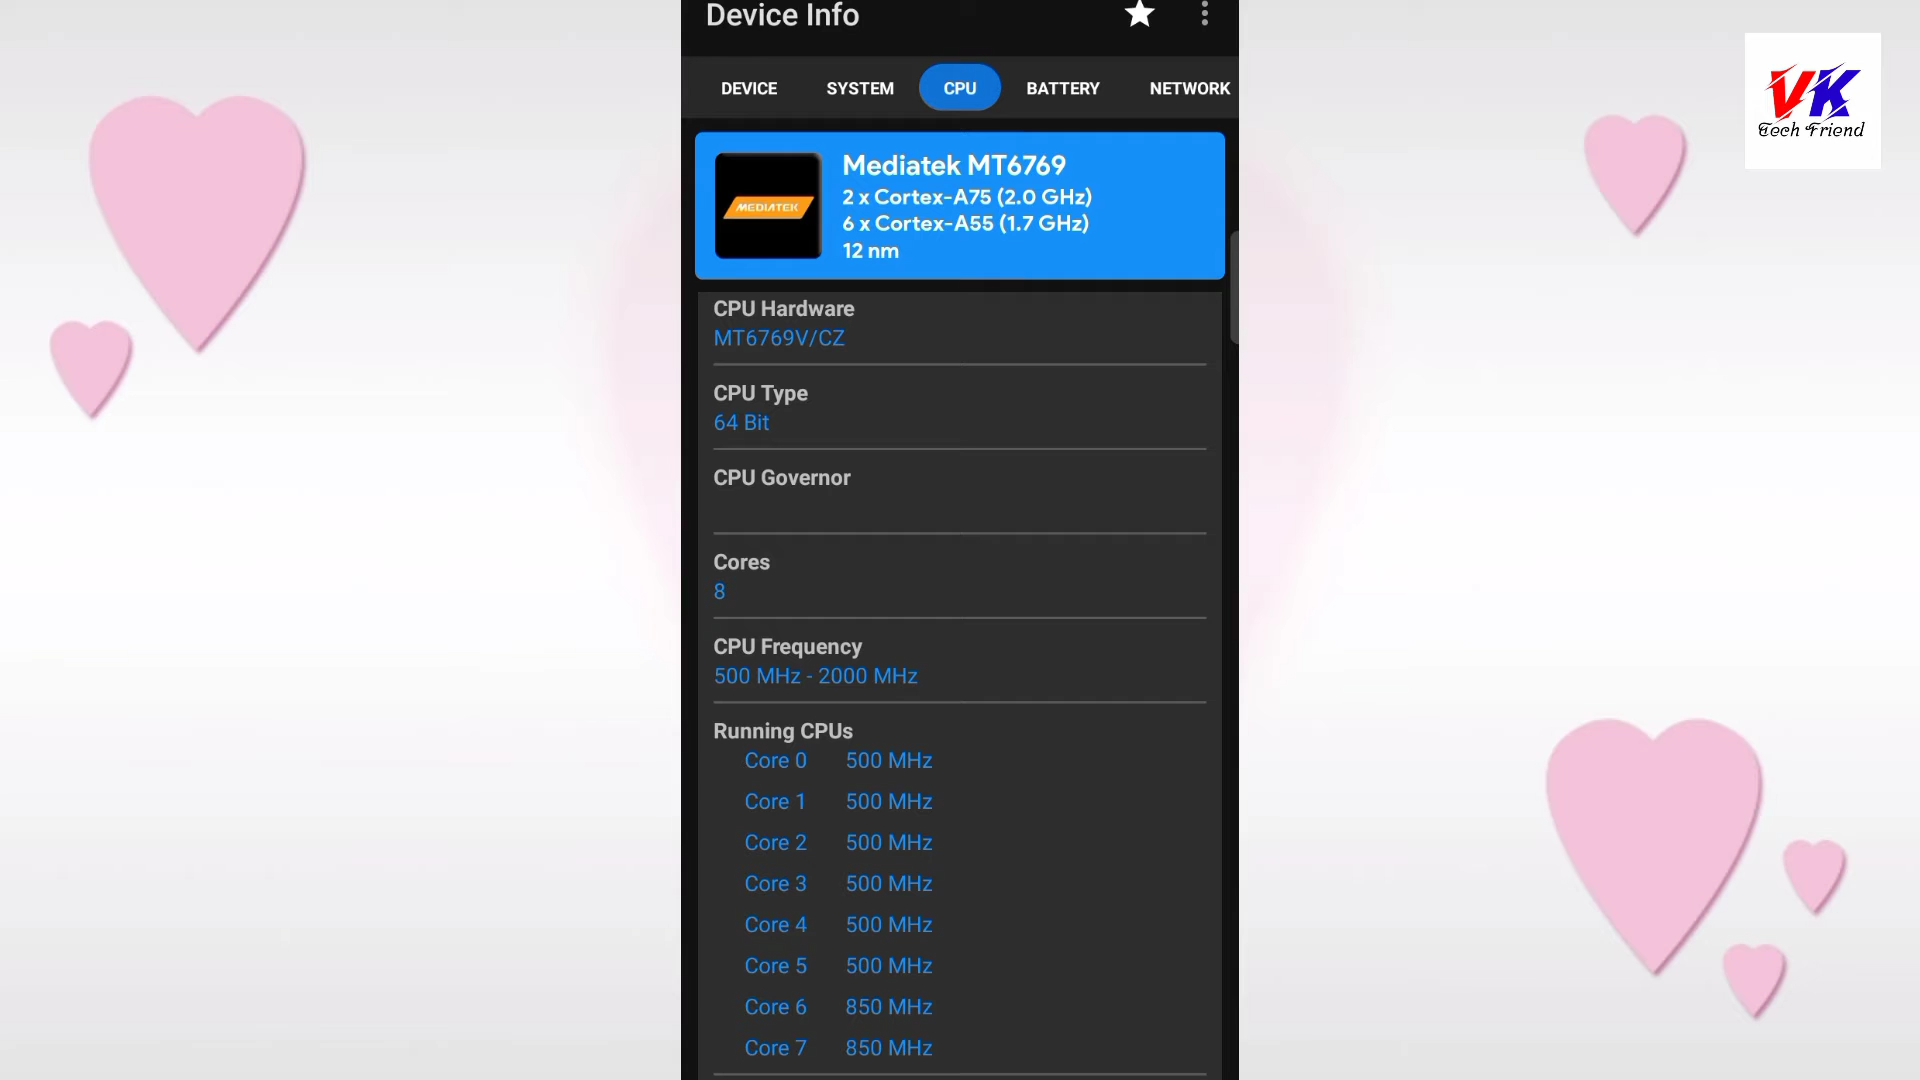 Device Info
DEVICE SYSTEM CPU BATTERY NETWORK
VK
Tech Friend
MEDIATEK
Mediatek MT6769
2 x Cortex-A75 (2.0 GHz)
6 x Cortex-A55 (1.7 GHz)
12 nm
CPU Hardware
MT6769V/CZ
CPU Type
64 Bit
CPU Governor
Cores
8
CPU Frequency
500 MHz - 2000 MHz
Running CPUs
Core 0 500 MHz
Core 1 500 MHz
Core 2 500 MHz
Core 3 500 MHz
Core 4 500 MHz
Core 5 500 MHz
Core 6 850 MHz
Core 7 850 MHz